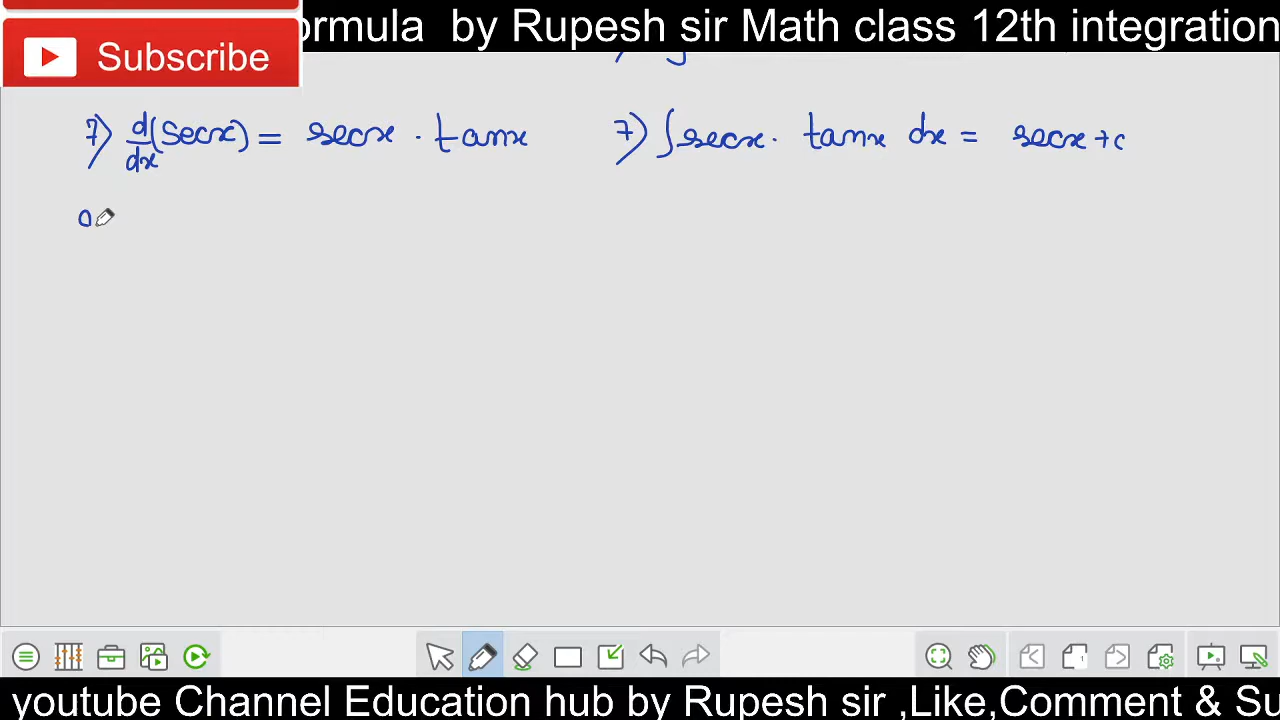 ormula by Rupesh sir Math class 12th integration
Subscribe
7) d/dx (secx) = secx . tanx
7) ∫ secx . tanx dx = secx + c
youtube Channel Education hub by Rupesh sir ,Like,Comment & Su